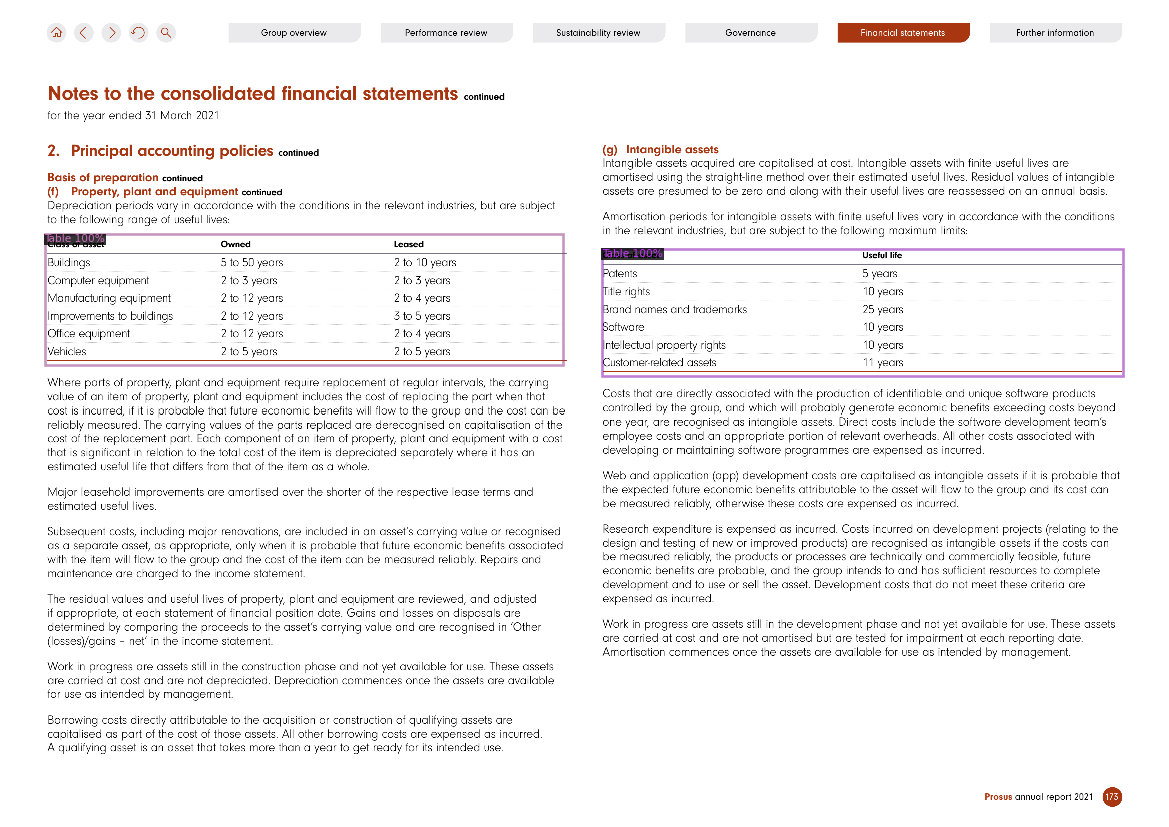 Group overview
Performance review
Sustainability review
Governance
Financial statements
Further information
Notes to the consolidated financial statements continued
for the year ended 31 March 2021
2. Principal accounting policies continued
Basis of preparation continued
(f) Property, plant and equipment continued
Depreciation periods vary in accordance with the conditions in the relevant industries, but are subject
to the following range of useful lives:
Table 100%
Class of asset Owned Leased
Buildings 5 to 50 years 2 to 10 years
Computer equipment 2 to 3 years 2 to 3 years
Manufacturing equipment 2 to 12 years 2 to 4 years
Improvements to buildings 2 to 12 years 3 to 5 years
Office equipment 2 to 12 years 2 to 4 years
Vehicles 2 to 5 years 2 to 5 years
Where parts of property, plant and equipment require replacement at regular intervals, the carrying
value of an item of property, plant and equipment includes the cost of replacing the part when that
cost is incurred, if it is probable that future economic benefits will flow to the group and the cost can be
reliably measured. The carrying values of the parts replaced are derecognised on capitalisation of the
cost of the replacement part. Each component of an item of property, plant and equipment with a cost
that is significant in relation to the total cost of the item is depreciated separately where it has an
estimated useful life that differs from that of the item as a whole.
Major leasehold improvements are amortised over the shorter of the respective lease terms and
estimated useful lives.
Subsequent costs, including major renovations, are included in an asset's carrying value or recognised
as a separate asset, as appropriate, only when it is probable that future economic benefits associated
with the item will flow to the group and the cost of the item can be measured reliably. Repairs and
maintenance are charged to the income statement.
The residual values and useful lives of property, plant and equipment are reviewed, and adjusted
if appropriate, at each statement of financial position date. Gains and losses on disposals are
determined by comparing the proceeds to the asset's carrying value and are recognised in 'Other
(losses)/gains – net' in the income statement.
Work in progress are assets still in the construction phase and not yet available for use. These assets
are carried at cost and are not depreciated. Depreciation commences once the assets are available
for use as intended by management.
Borrowing costs directly attributable to the acquisition or construction of qualifying assets are
capitalised as part of the cost of those assets. All other borrowing costs are expensed as incurred.
A qualifying asset is an asset that takes more than a year to get ready for its intended use.
(g) Intangible assets
Intangible assets acquired are capitalised at cost. Intangible assets with finite useful lives are
amortised using the straight-line method over their estimated useful lives. Residual values of intangible
assets are presumed to be zero and along with their useful lives are reassessed on an annual basis.
Amortisation periods for intangible assets with finite useful lives vary in accordance with the conditions
in the relevant industries, but are subject to the following maximum limits:
Table 100%
Useful life
Patents 5 years
Title rights 10 years
Brand names and trademarks 25 years
Software 10 years
Intellectual property rights 10 years
Customer-related assets 11 years
Costs that are directly associated with the production of identifiable and unique software products
controlled by the group, and which will probably generate economic benefits exceeding costs beyond
one year, are recognised as intangible assets. Direct costs include the software development team's
employee costs and an appropriate portion of relevant overheads. All other costs associated with
developing or maintaining software programmes are expensed as incurred.
Web and application (app) development costs are capitalised as intangible assets if it is probable that
the expected future economic benefits attributable to the asset will flow to the group and its cost can
be measured reliably, otherwise these costs are expensed as incurred.
Research expenditure is expensed as incurred. Costs incurred on development projects (relating to the
design and testing of new or improved products) are recognised as intangible assets if the costs can
be measured reliably, the products or processes are technically and commercially feasible, future
economic benefits are probable, and the group intends to and has sufficient resources to complete
development and to use or sell the asset. Development costs that do not meet these criteria are
expensed as incurred.
Work in progress are assets still in the development phase and not yet available for use. These assets
are carried at cost and are not amortised but are tested for impairment at each reporting date.
Amortisation commences once the assets are available for use as intended by management.
Prosus annual report 2021 173